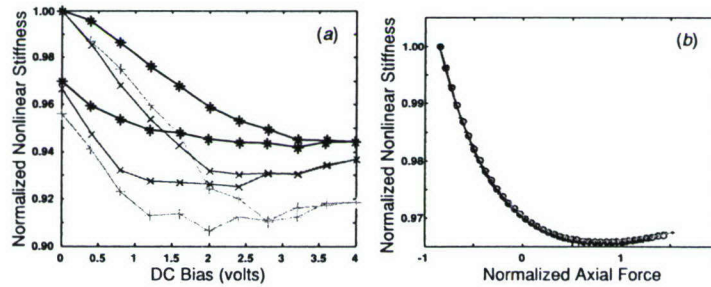 (a)
Normalized Nonlinear Stiffness
1.00
0.98
0.96
0.94
0.92
0.90
0 0.5 1 1.5 2 2.5 3 3.5 4
DC Bias (volts)
(b)
Normalized Nonlinear Stiffness
1.00
0.99
0.98
0.97
-1 0 1 2
Normalized Axial Force